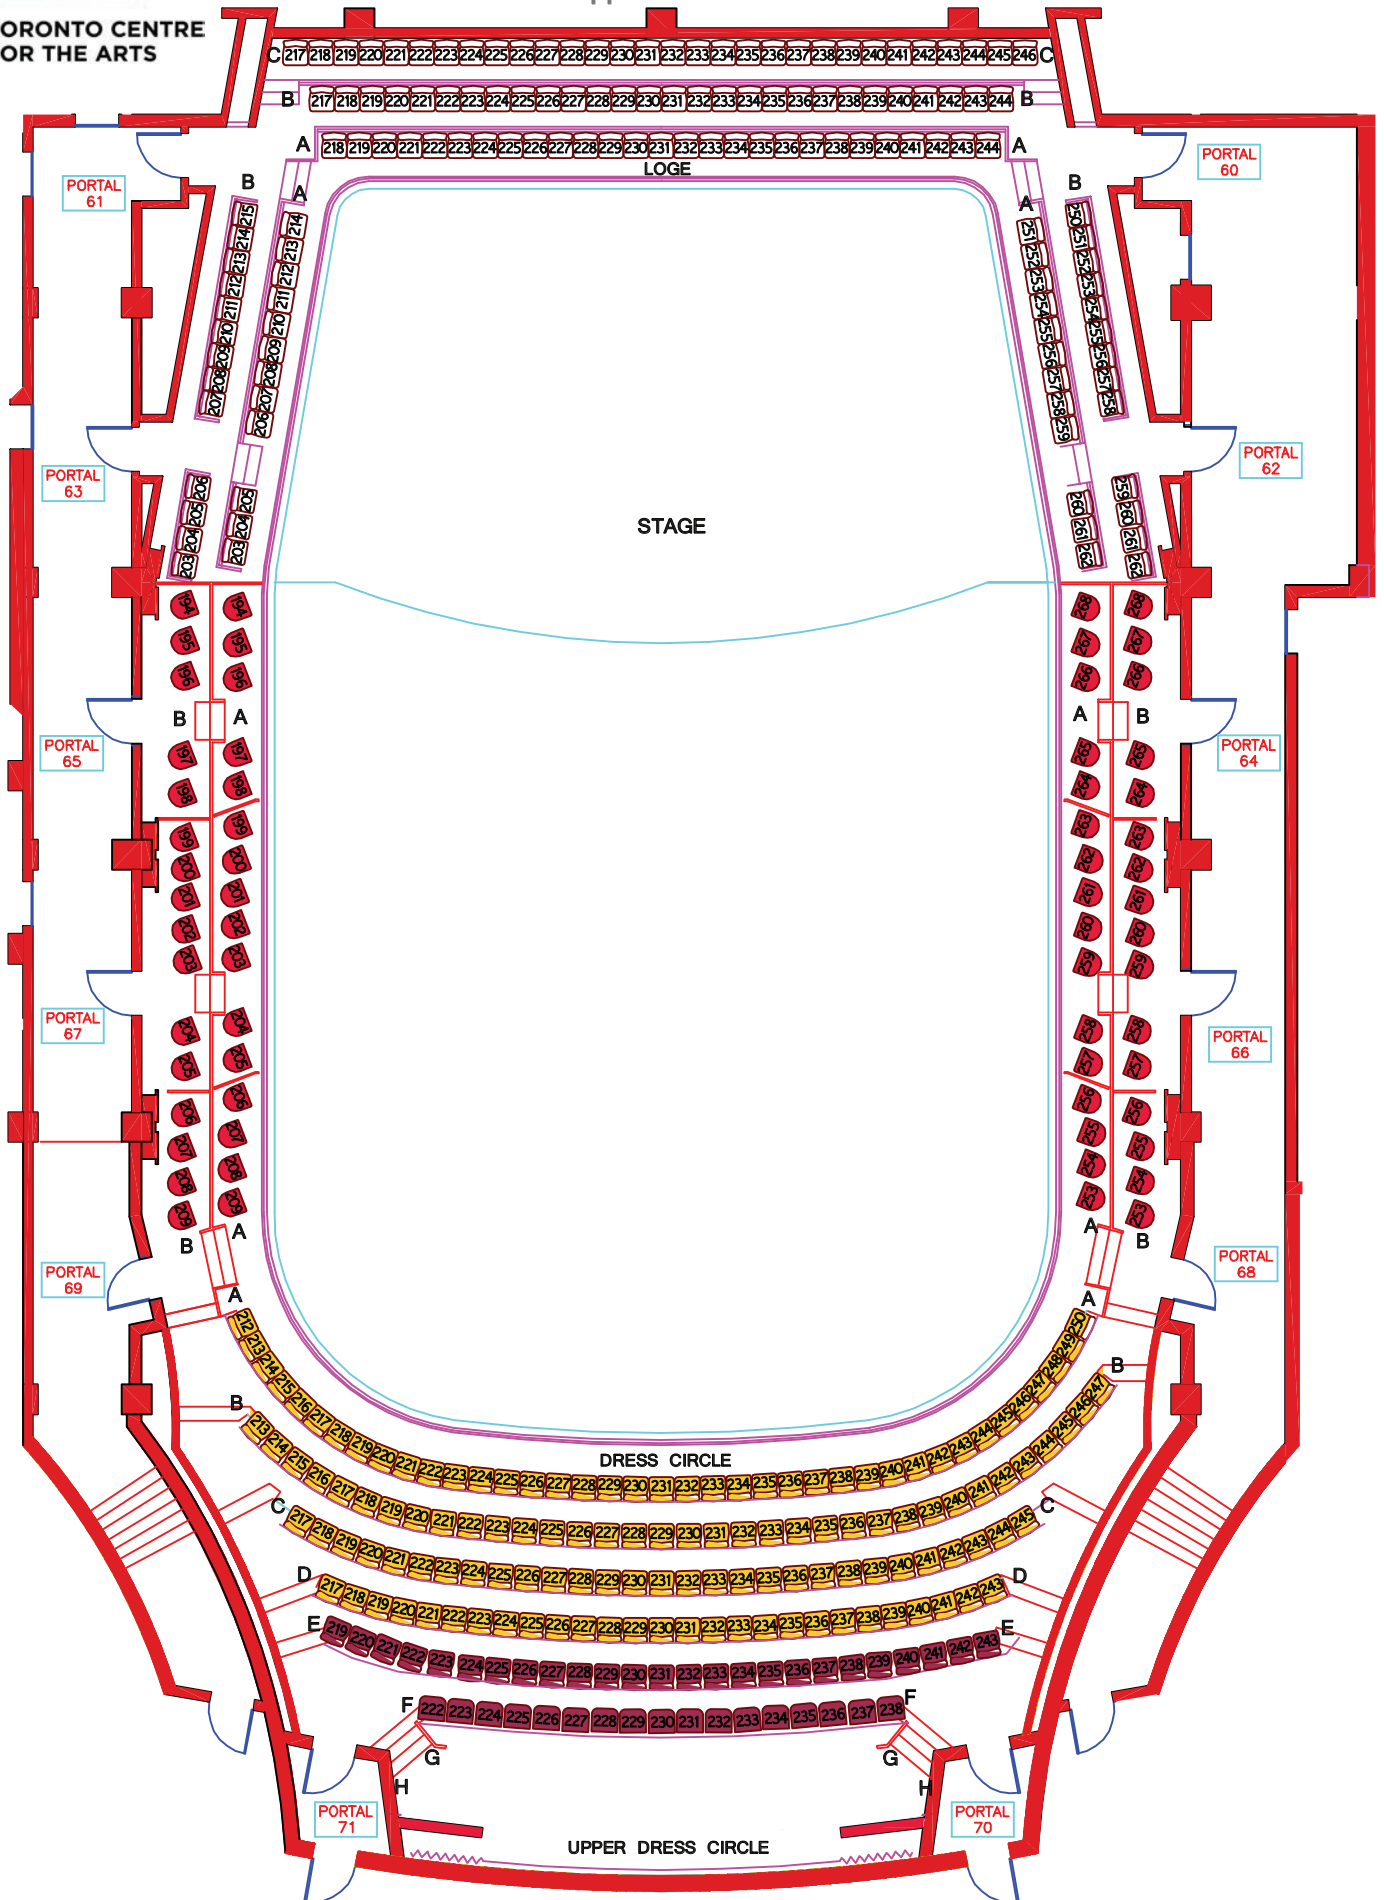 ORONTO CENTRE
OR THE ARTS
C 217 218 219 220 221 222 223 224 225 226 227 228 229 230 231 232 233 234 235 236 237 238 239 240 241 242 243 244 245 246 C
B 217 218 219 220 221 222 223 224 225 226 227 228 229 230 231 232 233 234 235 236 237 238 239 240 241 242 243 244 B
A 218 219 220 221 222 223 224 225 226 227 228 229 230 231 232 233 234 235 236 237 238 239 240 241 242 243 244 A
LOGE
PORTAL
61
PORTAL
60
B
215
214
213
212
211
210
209
208
207
A
214
213
212
211
210
209
208
207
206
A
251
252
253
254
255
256
257
258
259
B
250
251
252
253
254
255
256
257
258
PORTAL
63
PORTAL
62
206
205
204
203
205
204
203
260
261
262
259
260
261
262
STAGE
194 194 268 268
195 195 267 267
196 196 266 266
B A A B
PORTAL
65
PORTAL
64
197 197 265 265
198 198 264 264
199 199 263 263
200 200 262 262
201 201 261 261
202 202 260 260
203 203 259 259
PORTAL
67
PORTAL
66
204 204 258 258
205 205 257 257
206 206 256 256
207 207 255 255
208 208 254 254
209 209 253 253
B A A B
PORTAL
69
PORTAL
68
DRESS CIRCLE
A 212 213 214 215 216 217 218 219 220 221 222 223 224 225 226 227 228 229 230 231 232 233 234 235 236 237 238 239 240 241 242 243 244 245 246 247 248 249 250 A
B 213 214 215 216 217 218 219 220 221 222 223 224 225 226 227 228 229 230 231 232 233 234 235 236 237 238 239 240 241 242 243 244 245 246 247 B
C 217 218 219 220 221 222 223 224 225 226 227 228 229 230 231 232 233 234 235 236 237 238 239 240 241 242 243 244 245 C
D 217 218 219 220 221 222 223 224 225 226 227 228 229 230 231 232 233 234 235 236 237 238 239 240 241 242 243 D
E 219 220 221 222 223 224 225 226 227 228 229 230 231 232 233 234 235 236 237 238 239 240 241 242 243 E
F 222 223 224 225 226 227 228 229 230 231 232 233 234 235 236 237 238 F
G G
H H
PORTAL
71
PORTAL
70
UPPER DRESS CIRCLE